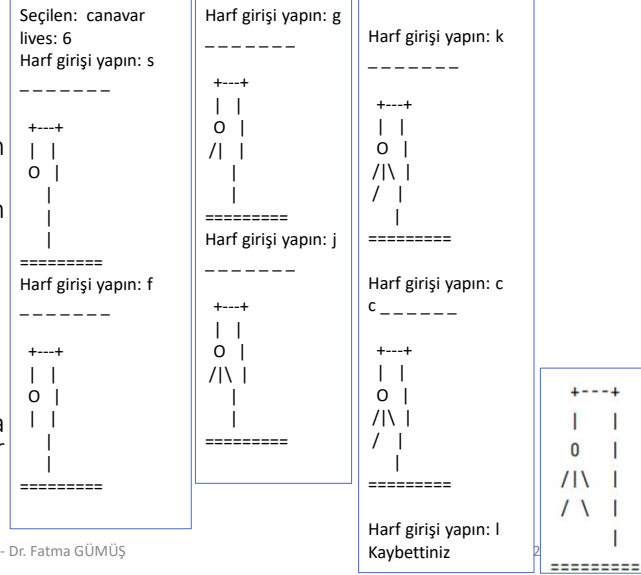 Seçilen:  canavar
lives: 6
Harf girişi yapın: s
_ _ _ _ _ _ _
 +---+
 |   |
 O   |
     |
     |
     |
=========
Harf girişi yapın: f
_ _ _ _ _ _ _
 +---+
 |   |
 O   |
 |   |
     |
     |
=========
Harf girişi yapın: g
_ _ _ _ _ _ _
 +---+
 |   |
 O   |
/|   |
     |
     |
=========
Harf girişi yapın: j
_ _ _ _ _ _ _
 +---+
 |   |
 O   |
/|\  |
     |
     |
=========
Harf girişi yapın: k
_ _ _ _ _ _ _
 +---+
 |   |
 O   |
/|\  |
/    |
     |
=========
Harf girişi yapın: c
c _ _ _ _ _ _
 +---+
 |   |
 O   |
/|\  |
/    |
     |
=========
Harf girişi yapın: l
Kaybettiniz
 +---+
 |   |
 O   |
/|\  |
/ \  |
     |
=========
- Dr. Fatma GÜMÜŞ
2